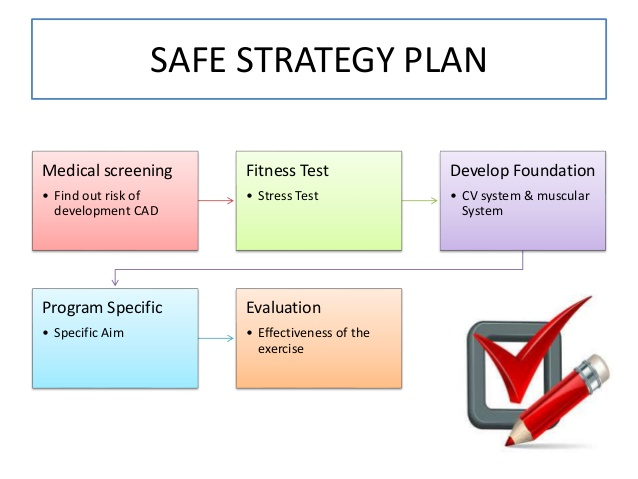 SAFE STRATEGY PLAN
Medical screening
• Find out risk of
development CAD
Fitness Test
• Stress Test
Develop Foundation
• CV system & muscular
System
Program Specific
• Specific Aim
Evaluation
• Effectiveness of the
exercise